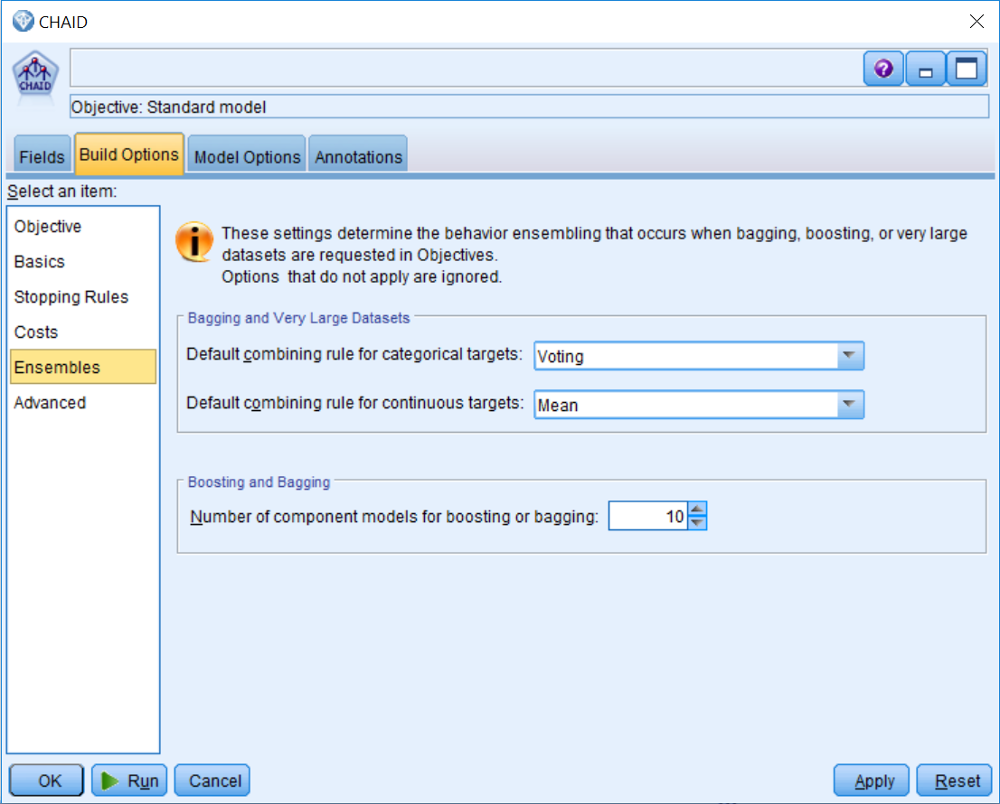 CHAID
CHAID
Objective: Standard model
Fields Build Options Model Options Annotations
Select an item:
Objective
Basics
Stopping Rules
Costs
Ensembles
Advanced
These settings determine the behavior ensembling that occurs when bagging, boosting, or very large
datasets are requested in Objectives.
Options that do not apply are ignored.
Bagging and Very Large Datasets
Default combining rule for categorical targets: Voting
Default combining rule for continuous targets: Mean
Boosting and Bagging
Number of component models for boosting or bagging: 10
OK Run Cancel Apply Reset